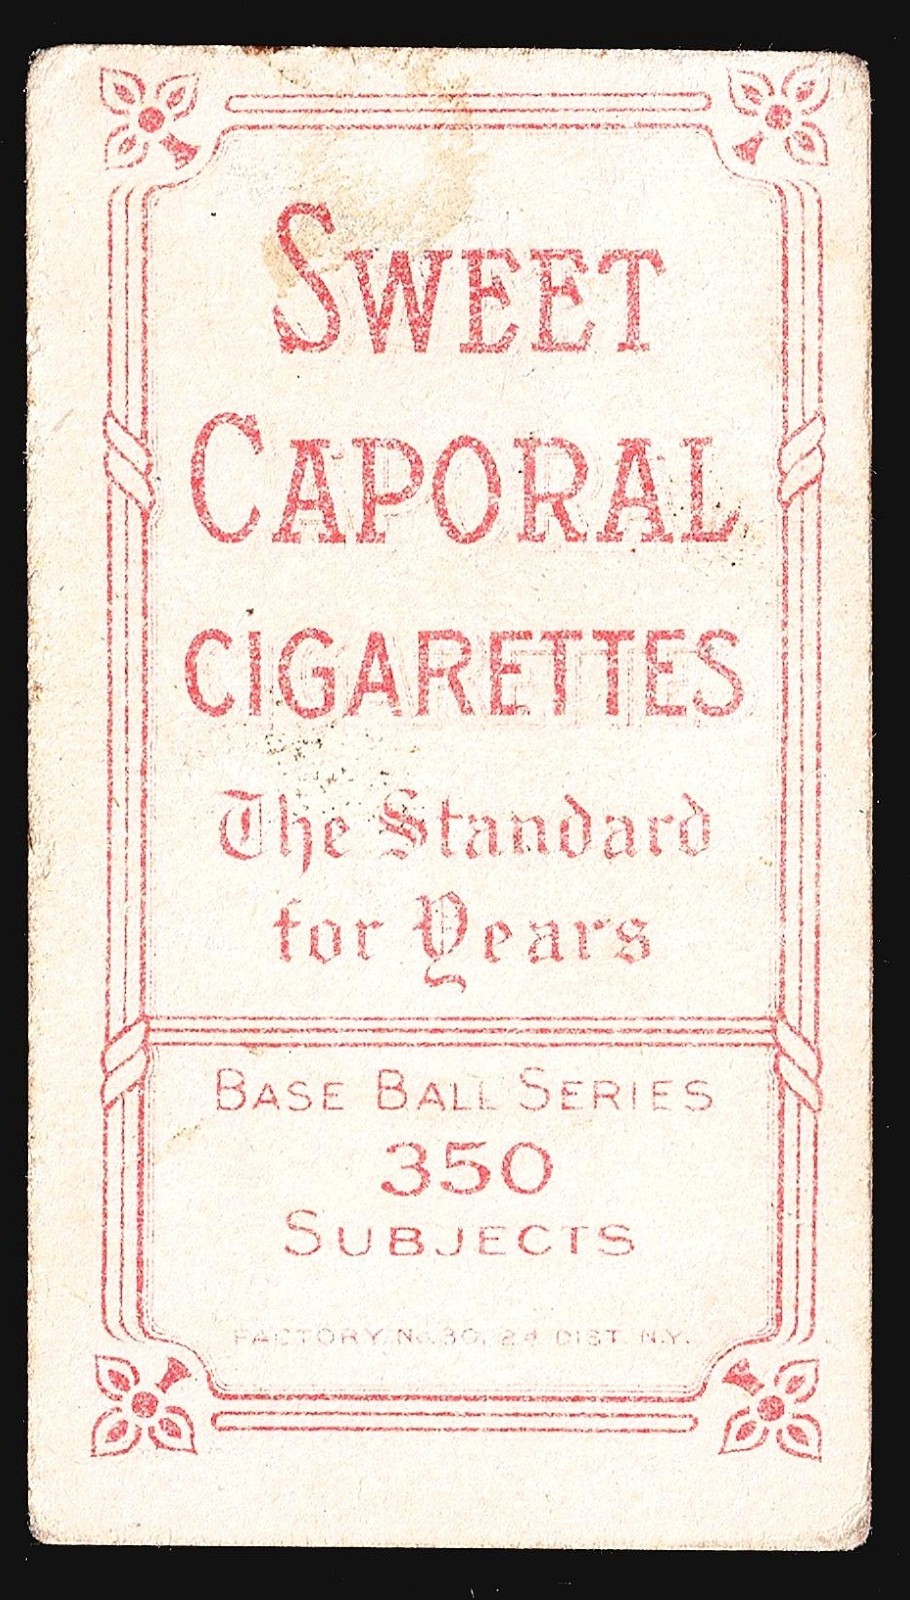 SWEET
CAPORAL
CIGARETTES
The Standard
for Years
BASE BALL SERIES
350
SUBJECTS
FACTORY No.30, 2d DIST. N.Y.